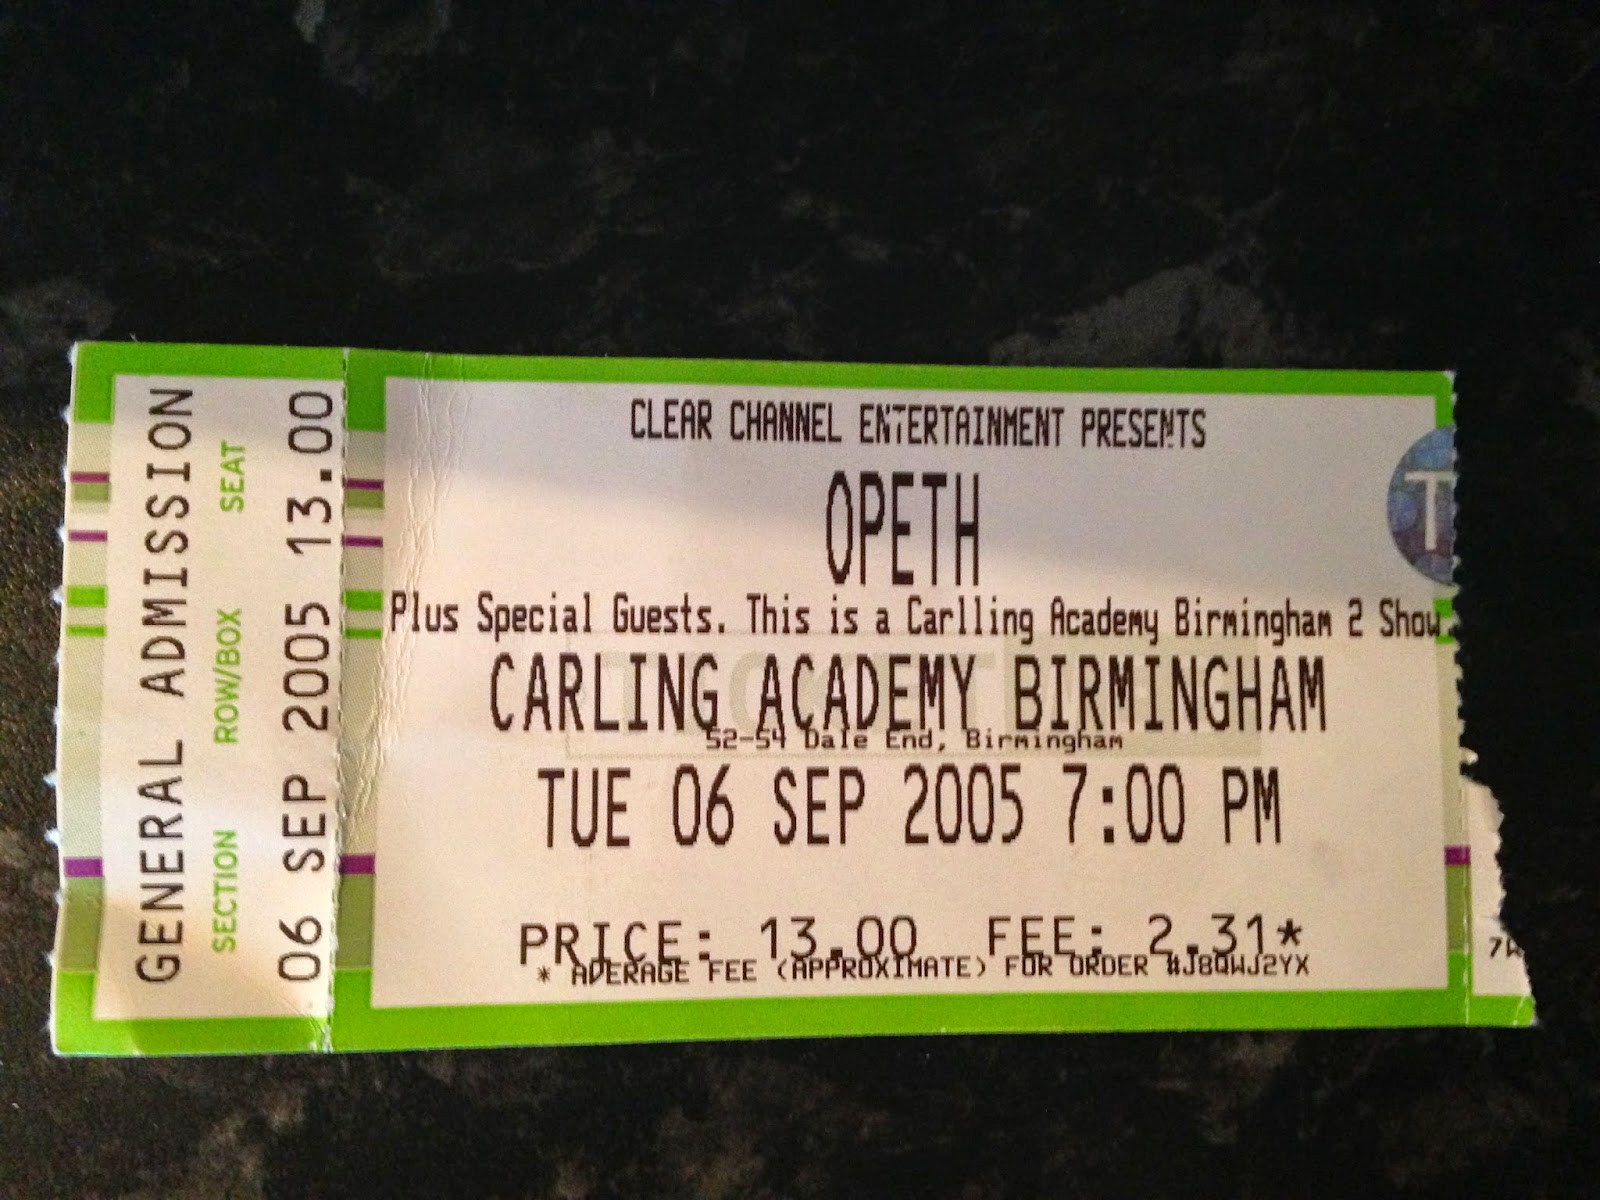 GENERAL ADMISSION
SECTION ROW/BOX SEAT
06 SEP 2005 13.00
CLEAR CHANNEL ENTERTAINMENT PRESENTS
OPETH
Plus Special Guests. This is a Carlling Academy Birmingham 2 Show.
CARLING ACADEMY BIRMINGHAM
52-54 Dale End, Birmingham
TUE 06 SEP 2005 7:00 PM
PRICE: 13.00 FEE: 2.31*
* AVERAGE FEE (APPROXIMATE) FOR ORDER #J8QWJ2YX
T